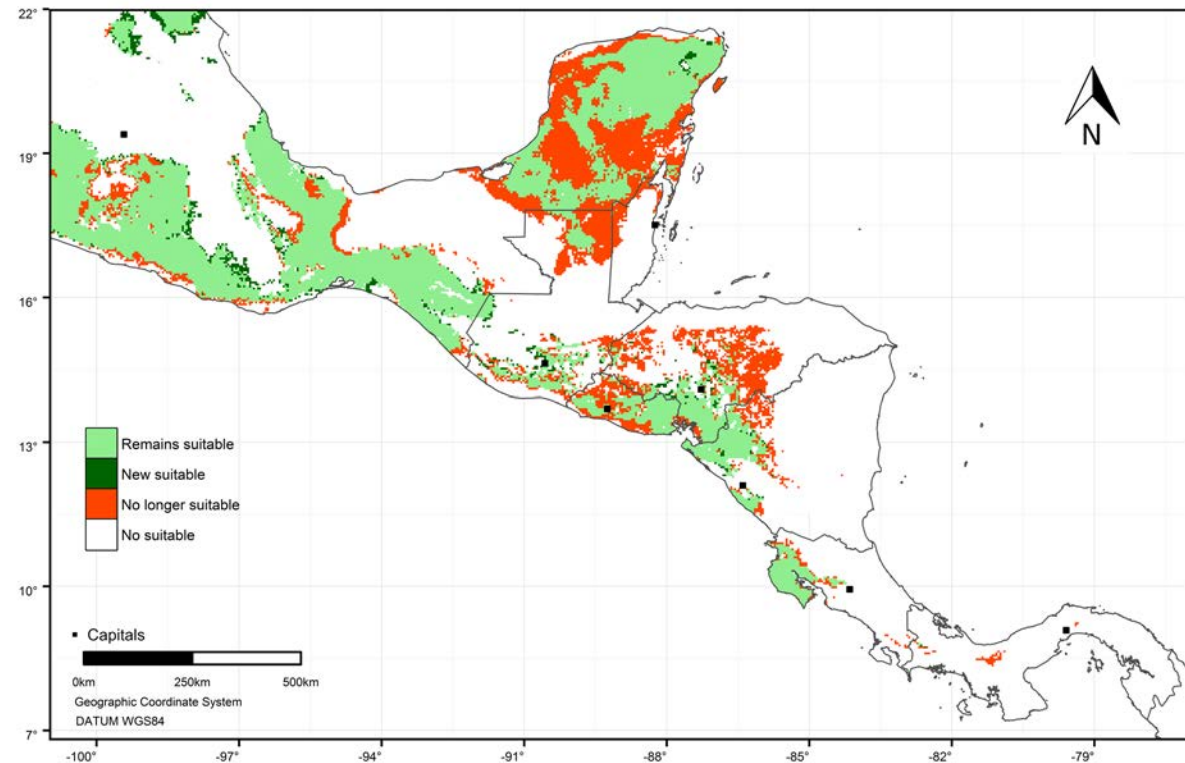 22°
19°
16°
13°
10°
7°
N
Remains suitable
New suitable
No longer suitable
No suitable
Capitals
0km 250km 500km
Geographic Coordinate System
DATUM WGS84
-100° -97° -94° -91° -88° -85° -82° -79°